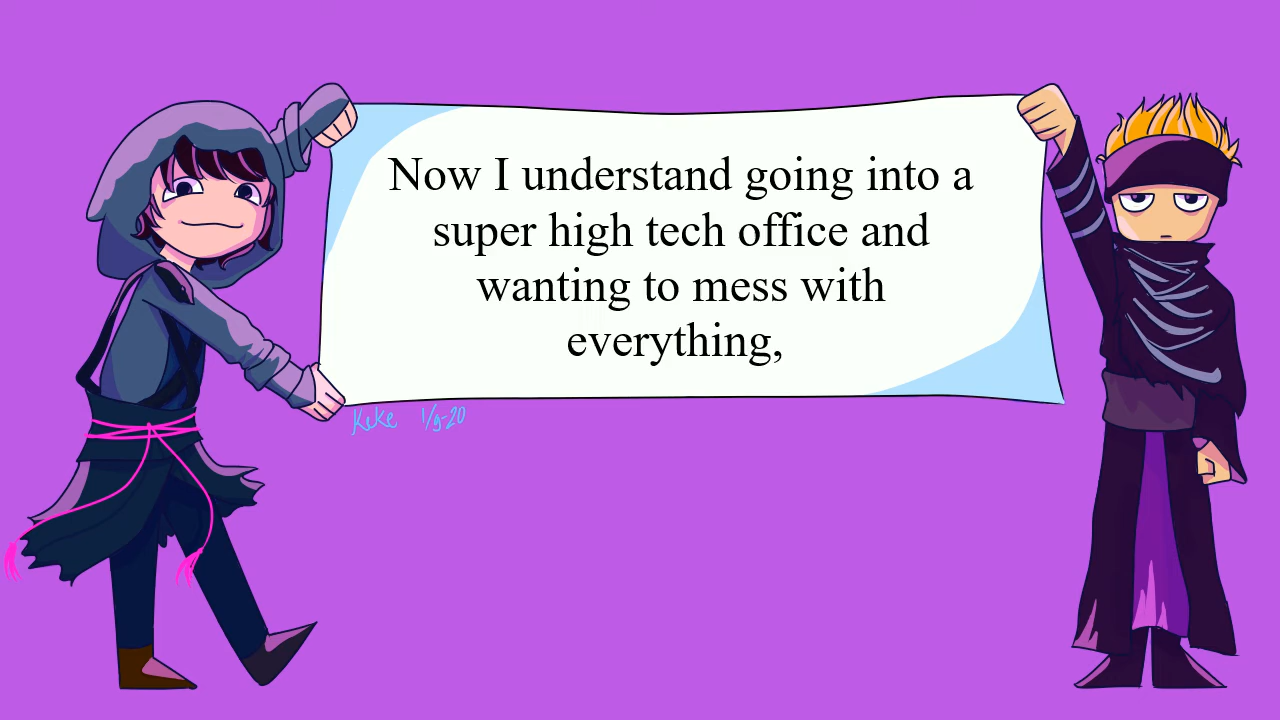 Now I understand going into a
super high tech office and
wanting to mess with
everything,
KeKe 1/9-20